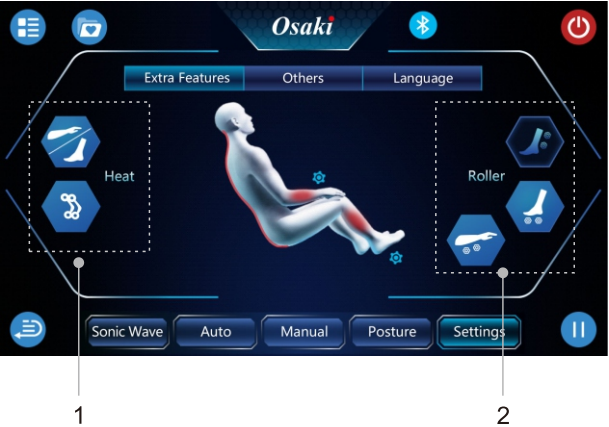 Osaki
Extra Features
Others
Language
Heat
Roller
Sonic Wave
Auto
Manual
Posture
Settings
1
2